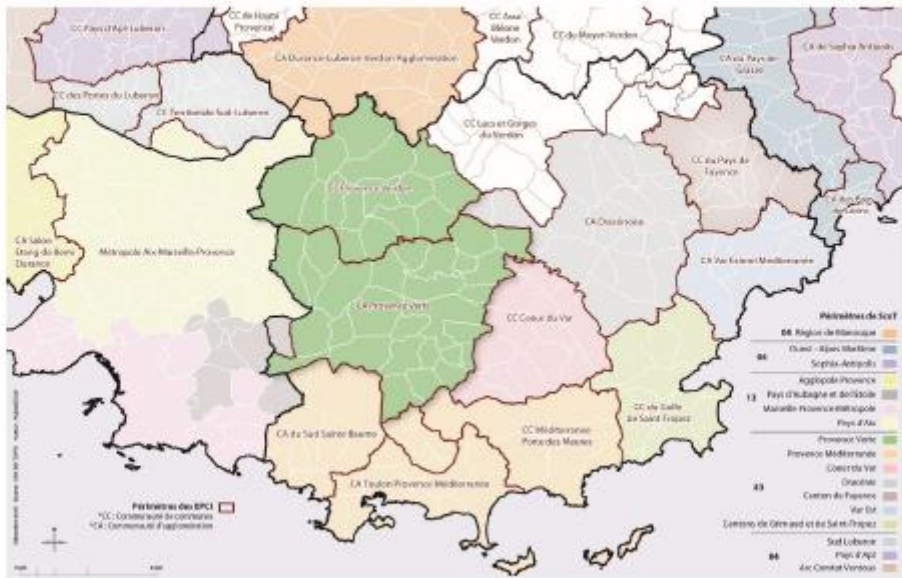 CC Pays d'Apt-Luberon
CC de Haute
Provence
CA Durance-Luberon-Verdon Agglomération
CC Asse
Verdon
CC du Moyen Verdon
CA du Pays de
Grasse
CA de Sophia Antipolis
CC des Portes du Luberon
CC Territoriale Sud-Luberon
CC Lacs et Gorges
du Verdon
CC du Pays de
Fayence
CC Provence Verdon
CA Dracénoise
CA Salon
Etang de Berre
Durance
Métropole Aix-Marseille-Provence
CA Var Esterel Méditerranée
CA Provence Verte
CC Coeur du Var
CC du Golfe
de Saint-Tropez
CA du Sud Sainte Baume
CC Méditerranée
Porte des Maures
CA Toulon Provence Méditerranée
Périmètres des EPCI
*CC : Communauté de communes
*CA : Communauté d'agglomération
Périmètres de ScoT
04 Région de Manosque
Ouest - Alpes Maritime
06
Sophia-Antipolis
Agglopole Provence
13 Pays d'Aubagne et de l'Etoile
Marseille Provence Métropole
Pays d'Aix
Provence Verte
Provence Méditerranée
Coeur du Var
Dracénie
83
Canton de Fayence
Var Est
Cantons de Grimaud et de Saint-Tropez
Sud Luberon
84 Pays d'Apt
Arc Comtat Ventoux